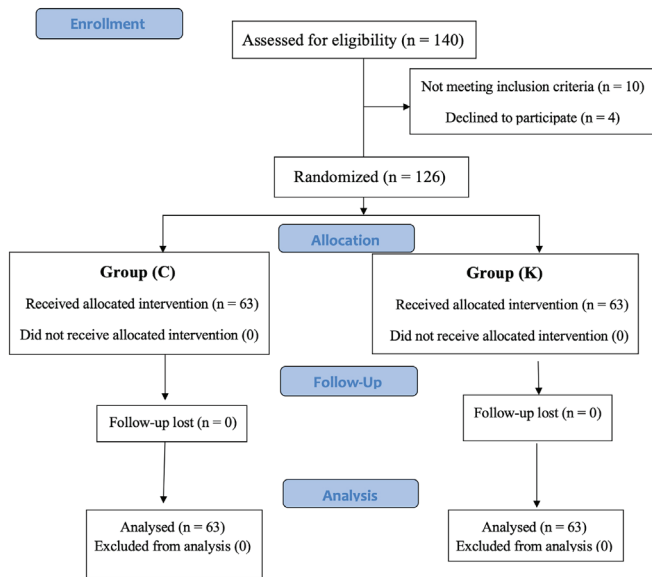 Enrollment
Assessed for eligibility (n = 140)
Not meeting inclusion criteria (n = 10)
Declined to participate (n = 4)
Randomized (n = 126)
Allocation
Group (C)
Received allocated intervention (n = 63)
Did not receive allocated intervention (0)
Group (K)
Received allocated intervention (n = 63)
Did not receive allocated intervention (0)
Follow-Up
Follow-up lost (n = 0)
Follow-up lost (n = 0)
Analysis
Analysed (n = 63)
Excluded from analysis (0)
Analysed (n = 63)
Excluded from analysis (0)